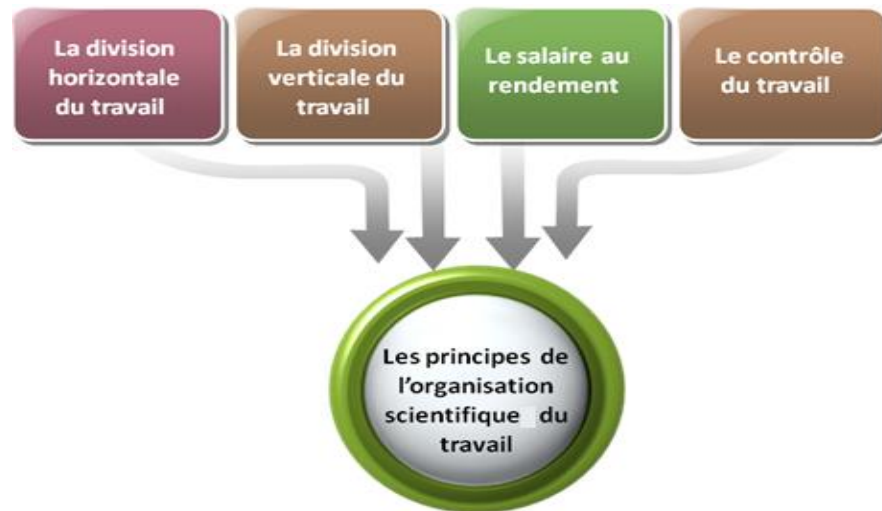 La division
horizontale
du travail
La division
verticale du
travail
Le salaire au
rendement
Le contrôle
du travail
Les principes de
l'organisation
scientifique du
travail